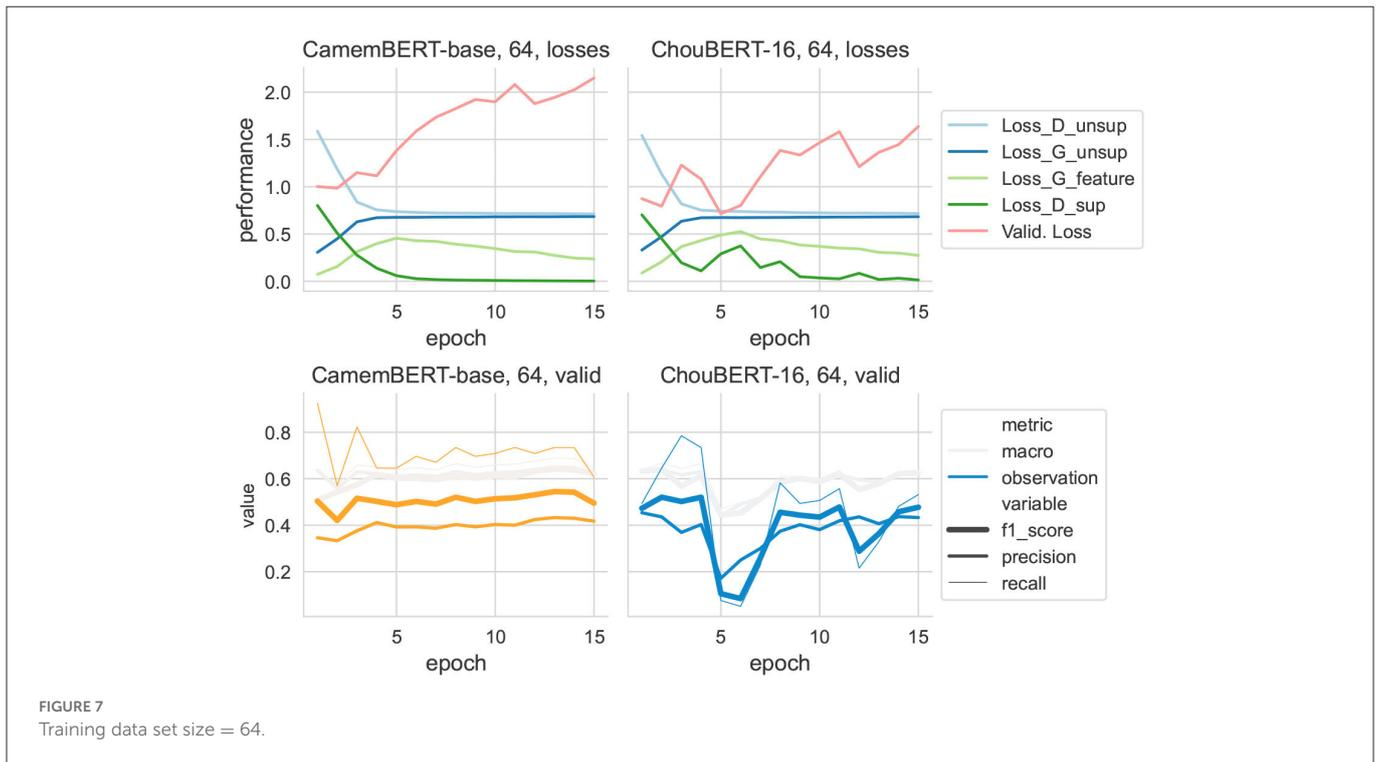 CamemBERT-base, 64, losses
ChouBERT-16, 64, losses
performance
2.0
1.5
1.0
0.5
0.0
5
10
15
5
10
15
epoch
epoch
Loss_D_unsup
Loss_G_unsup
Loss_G_feature
Loss_D_sup
Valid. Loss
CamemBERT-base, 64, valid
ChouBERT-16, 64, valid
value
0.8
0.6
0.4
0.2
5
10
15
5
10
15
epoch
epoch
metric
macro
observation
variable
f1_score
precision
recall
FIGURE 7
Training data set size = 64.